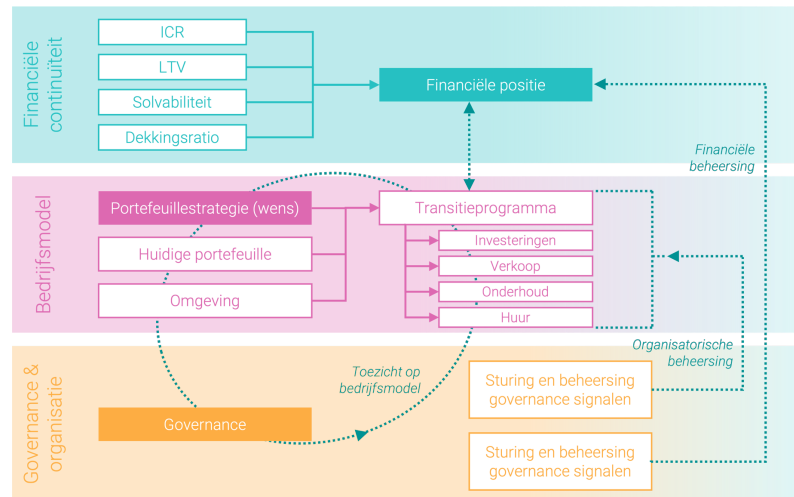 Financiële
continuïteit
ICR
LTV
Solvabiliteit
Dekkingsratio
Financiële positie
Financiële
beheersing
Bedrijfsmodel
Portefeuillestrategie (wens)
Huidige portefeuille
Omgeving
Transitieprogramma
Investeringen
Verkoop
Onderhoud
Huur
Organisatorische
beheersing
Governance &
organisatie
Toezicht op
bedrijfsmodel
Governance
Sturing en beheersing
governance signalen
Sturing en beheersing
governance signalen